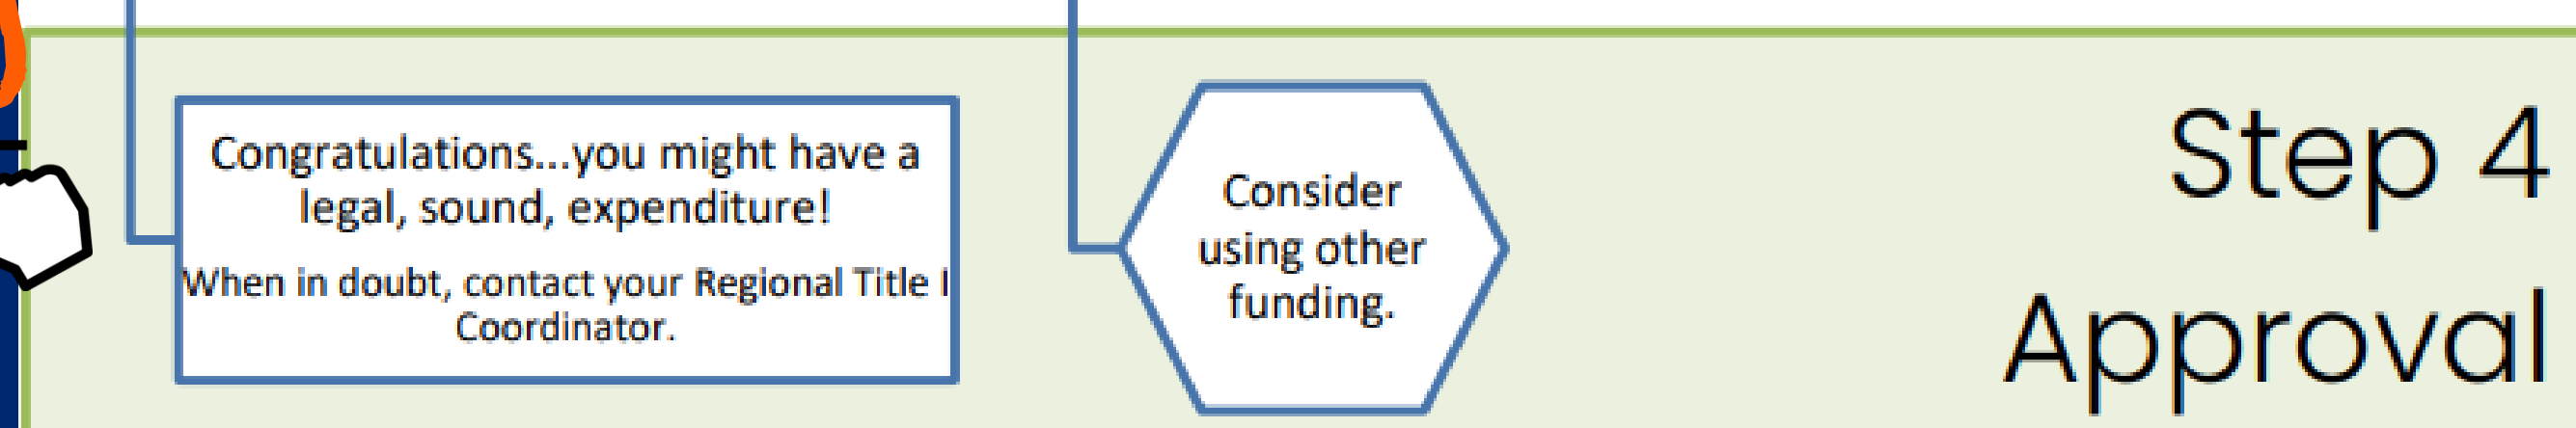 Congratulations...you might have a
legal, sound, expenditure!
When in doubt, contact your Regional Title I
Coordinator.
Consider
using other
funding.
Step 4
Approval